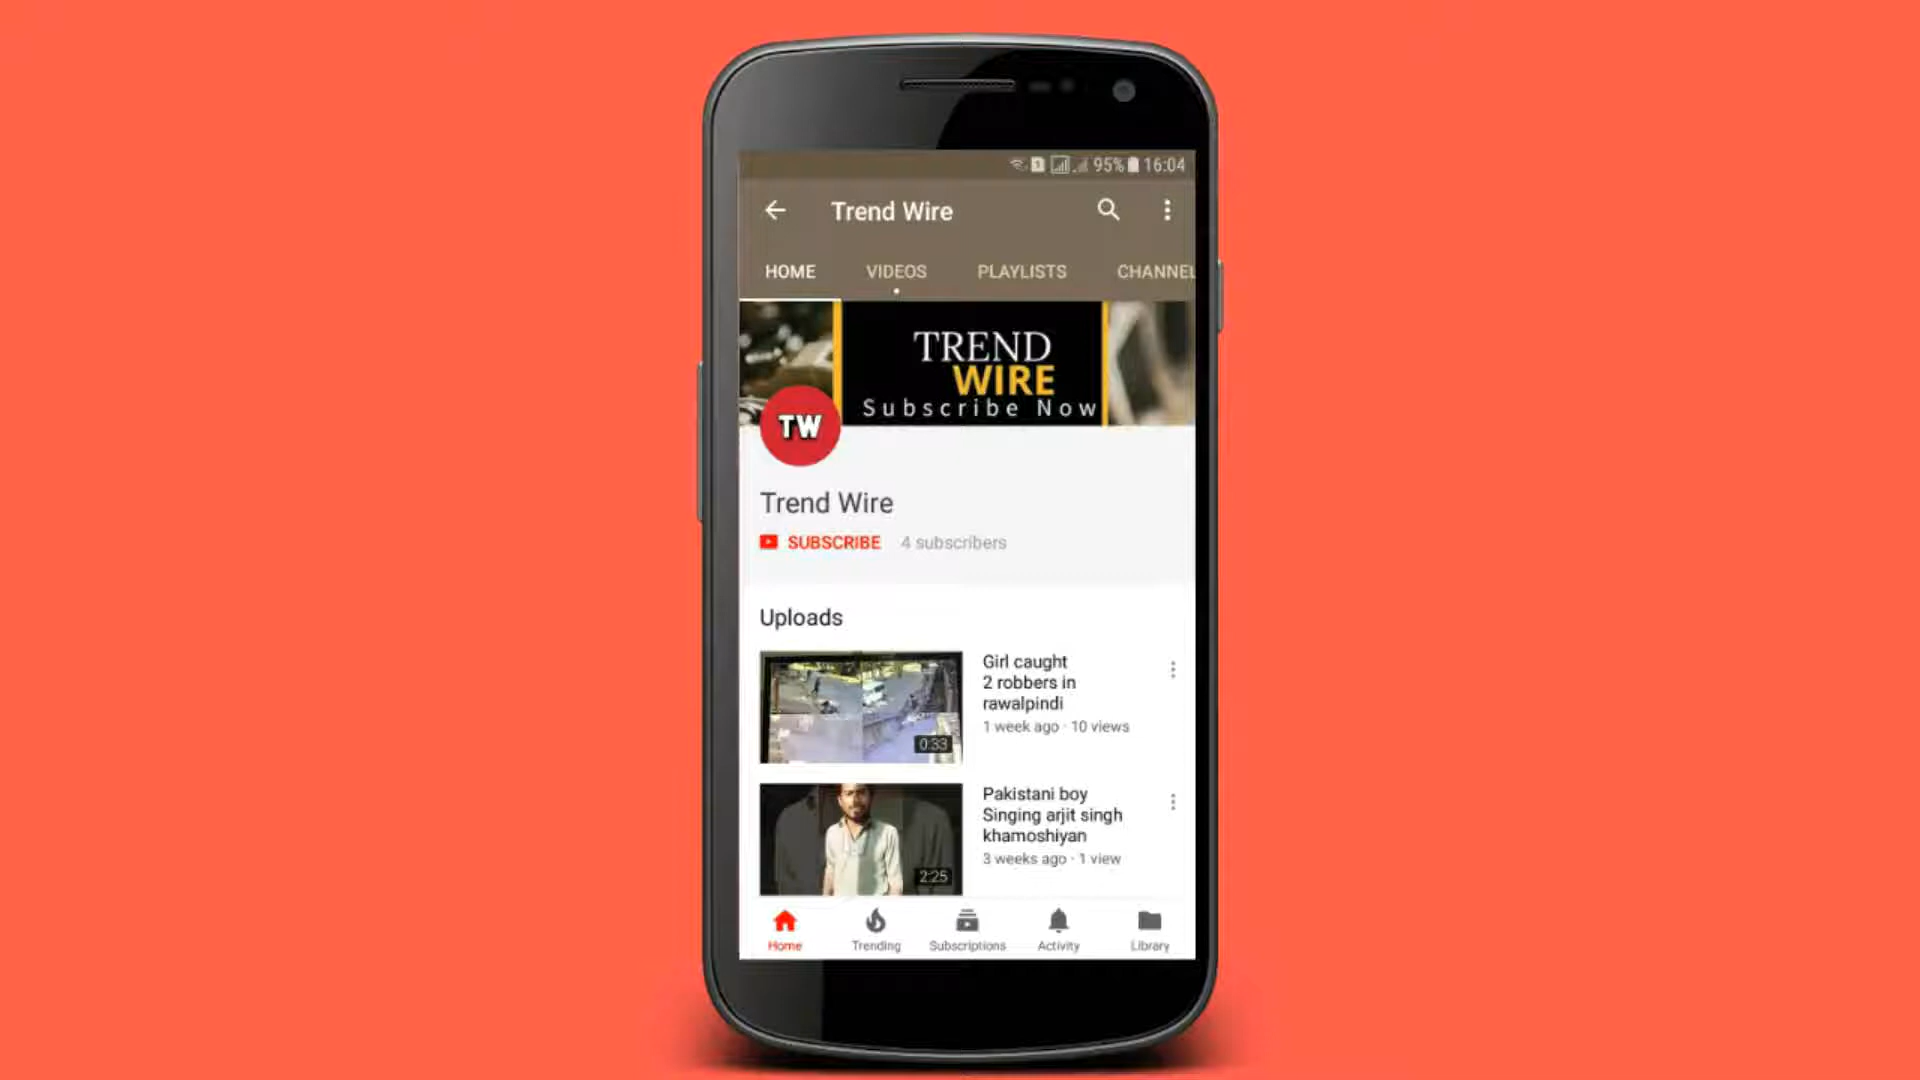 95% 16:04
Trend Wire
HOME VIDEOS PLAYLISTS CHANNEL
TREND
WIRE
Subscribe Now
TW
Trend Wire
SUBSCRIBE 4 subscribers
Uploads
Girl caught
2 robbers in
rawalpindi
1 week ago · 10 views
0:33
Pakistani boy
Singing arjit singh
khamoshiyan
3 weeks ago · 1 view
2:25
Home Trending Subscriptions Activity Library